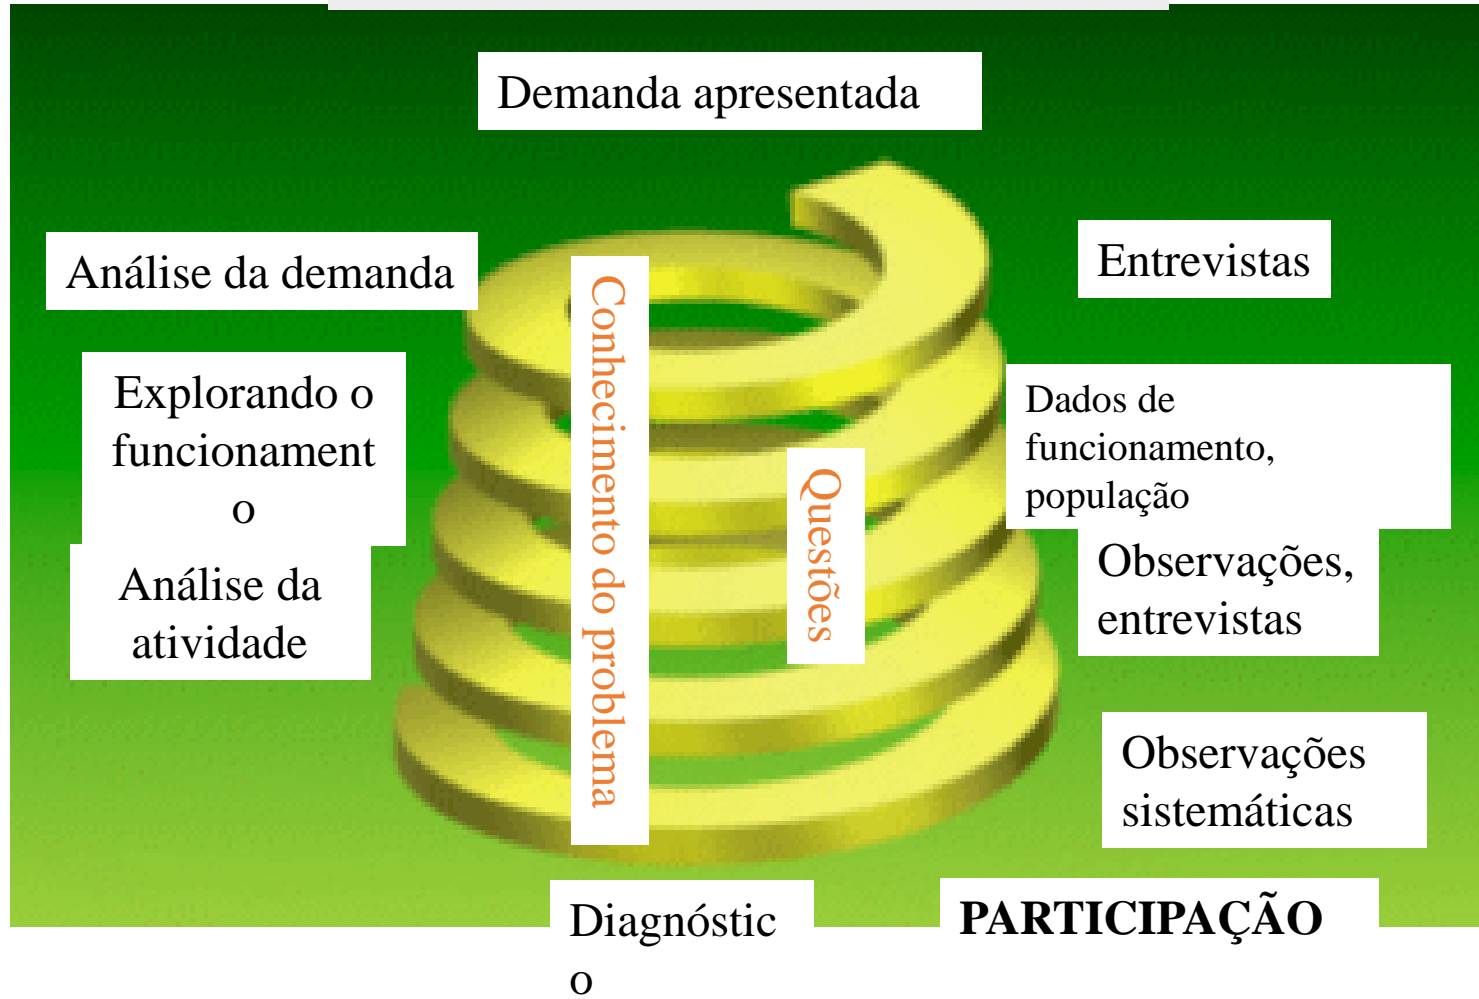 Demanda apresentada
Análise da demanda
Entrevistas
Explorando o
funcionament
o
Dados de
funcionamento,
população
Conhecimento do problema
Questões
Análise da
atividade
Observações,
entrevistas
Observações
sistemáticas
Diagnóstic
o
PARTICIPAÇÃO